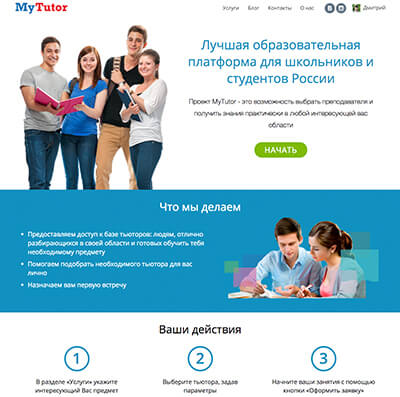 MyTutor
Услуги Блог Контакты О нас Дмитрий
Лучшая образовательная
платформа для школьников и
студентов России
Проект MyTutor - это возможность выбрать преподавателя и
получить знания практически в любой интересующей вас
области
НАЧАТЬ
Что мы делаем
Предоставляем доступ к базе тьюторов: людям, отлично
разбирающихся в своей области и готовых обучить тебя
необходимому предмету
Помогаем подобрать необходимого тьютора для вас
лично
Назначаем вам первую встречу
Ваши действия
1 2 3
В разделе «Услуги» укажите
интересующий Вас предмет
Выберите тьютора, задав
параметры
Начните ваши занятия с помощью
кнопки «Оформить заявку»